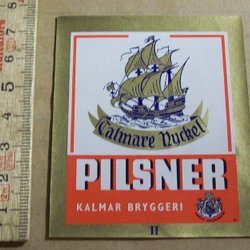 Calmare Nyckel
PILSNER
KALMAR BRYGGERI
II